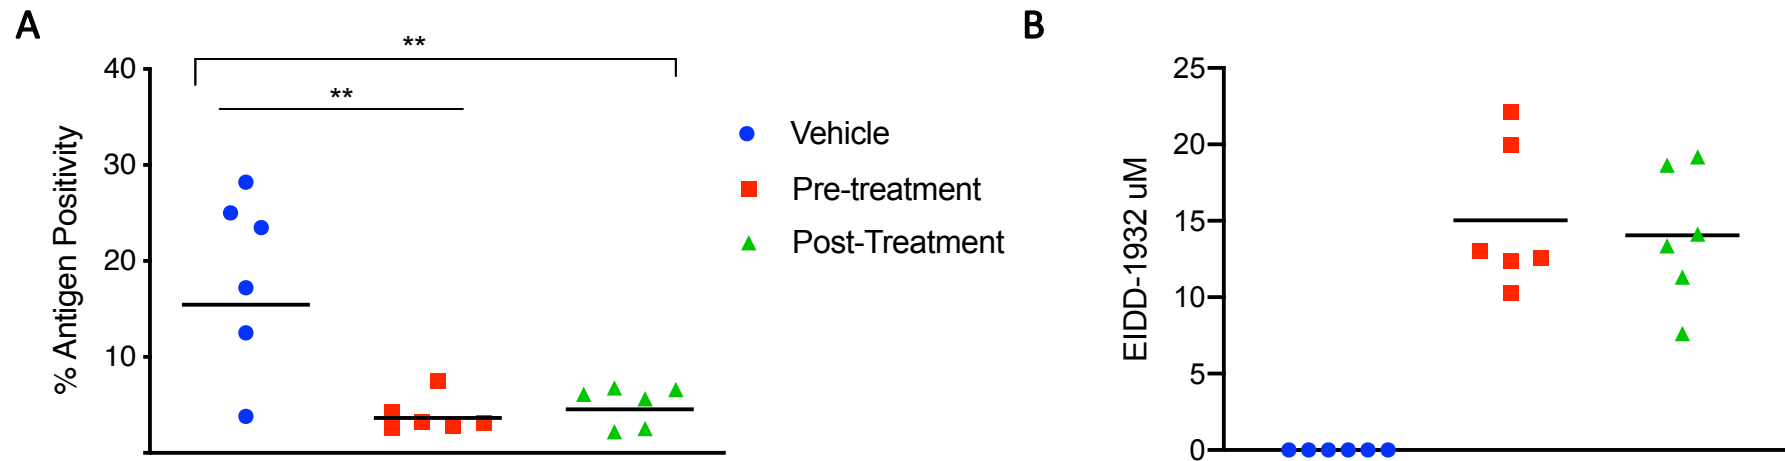 A
% Antigen Positivity
40
30
20
10
**
**
Vehicle
Pre-treatment
Post-Treatment
B
EIDD-1932 uM
25
20
15
10
5
0